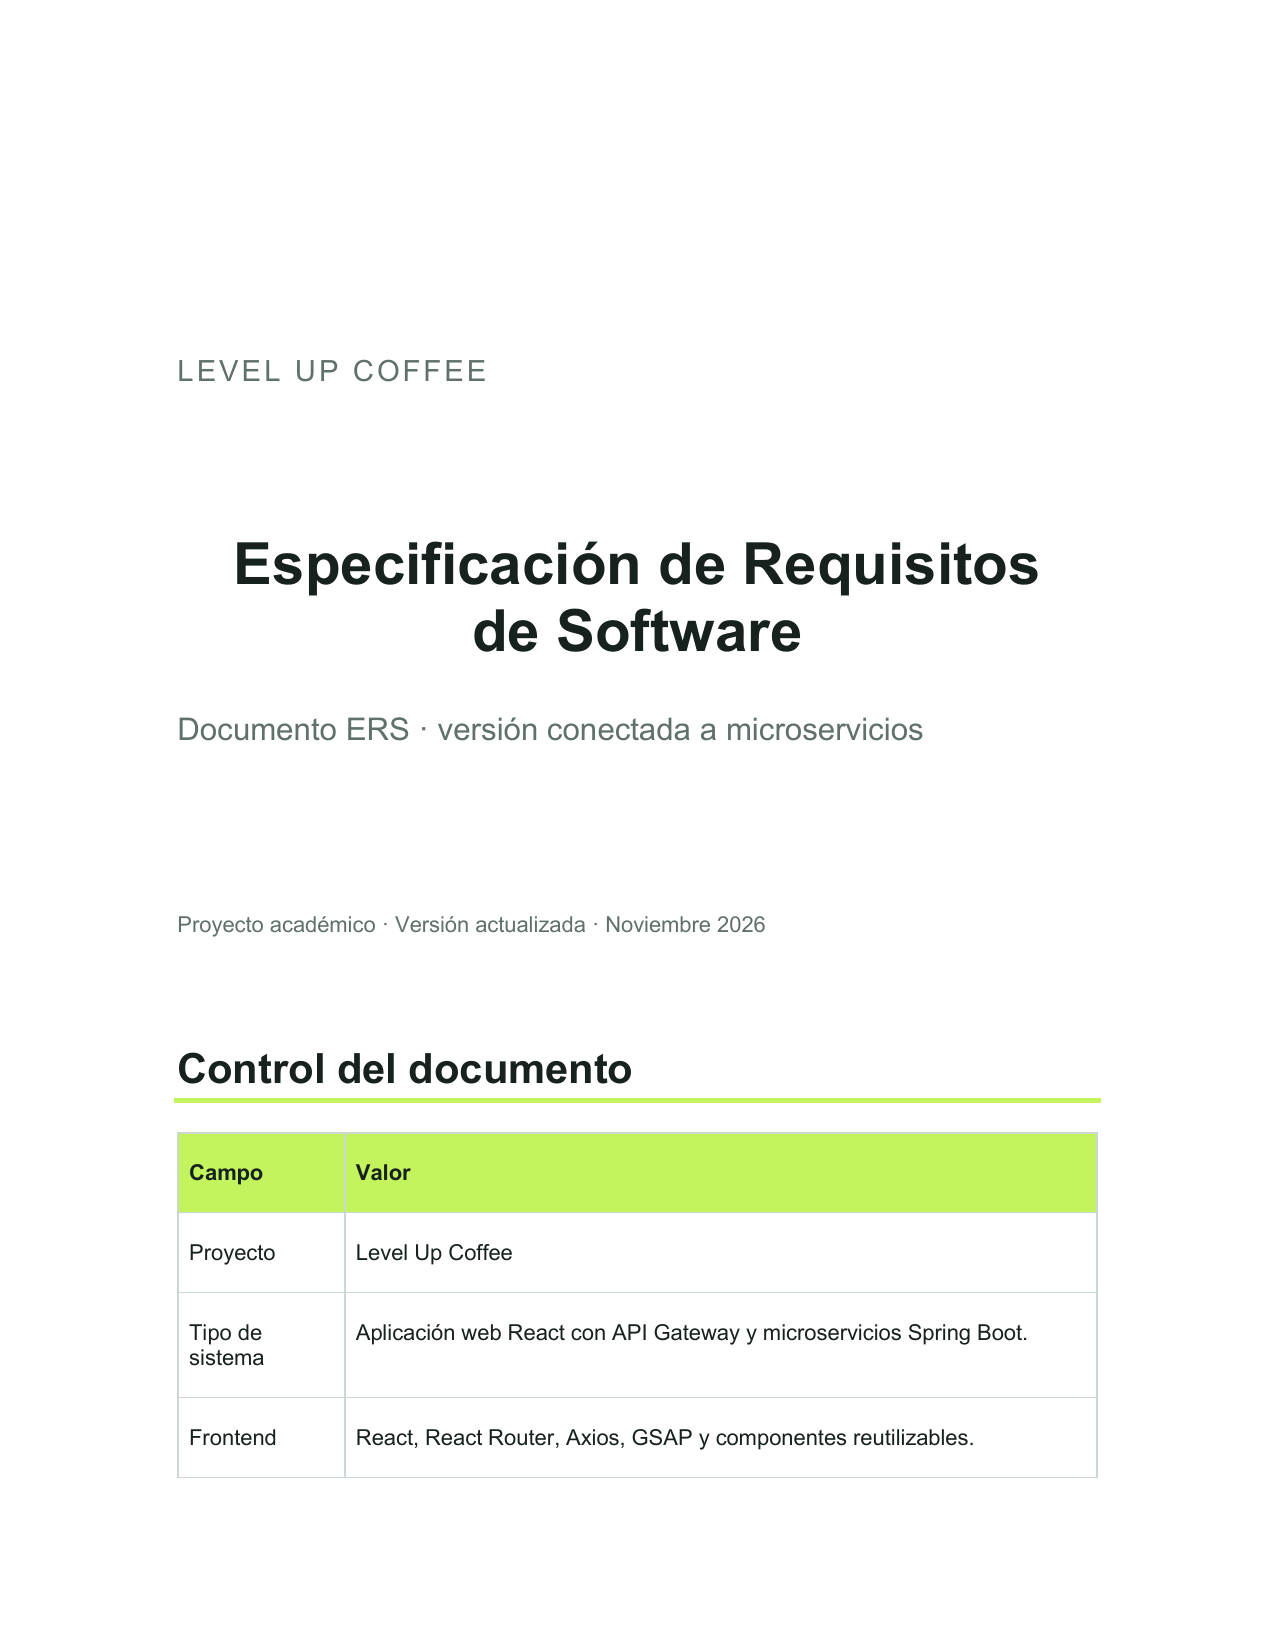 LEVEL UP COFFEE
Especificación de Requisitos
de Software
Documento ERS · versión conectada a microservicios
Proyecto académico · Versión actualizada · Noviembre 2026
Control del documento
Campo Valor
Proyecto Level Up Coffee
Tipo de Aplicación web React con API Gateway y microservicios Spring Boot.
sistema
Frontend React, React Router, Axios, GSAP y componentes reutilizables.